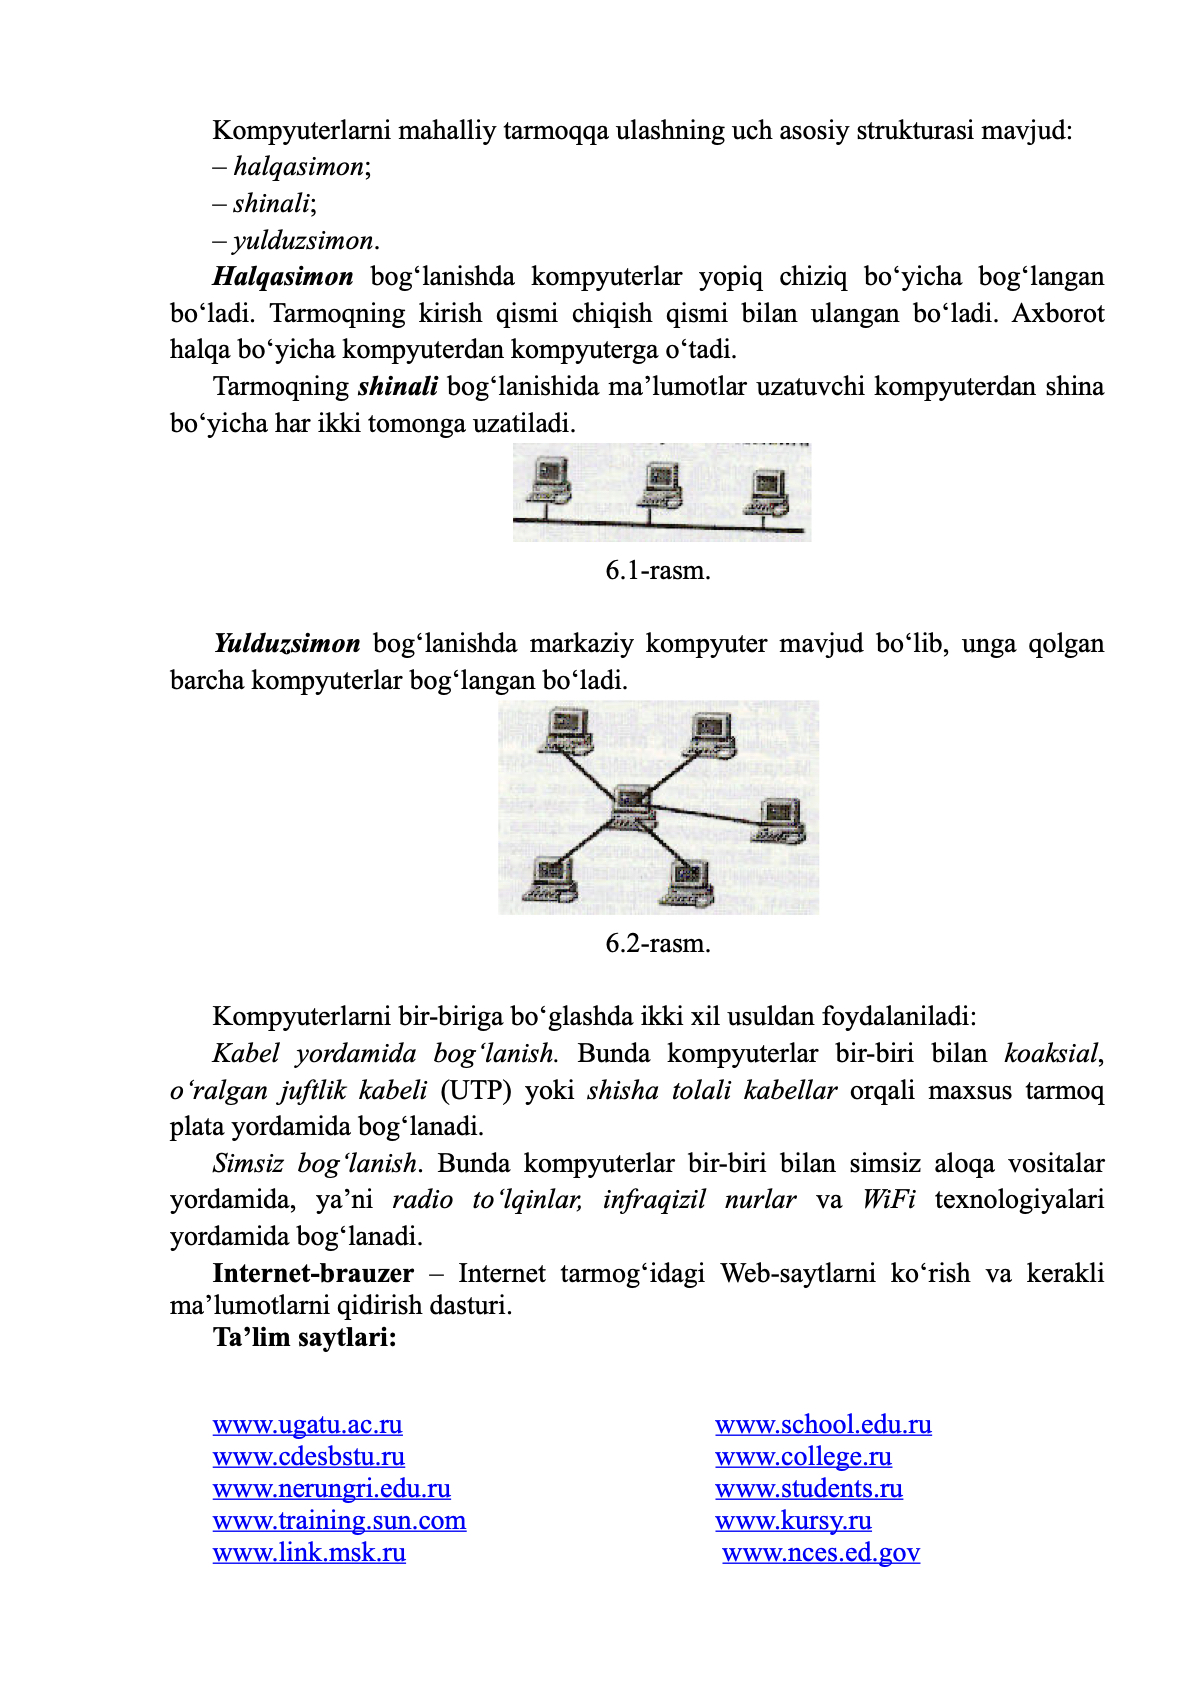 Kompyuterlarni mahalliy tarmoqqa ulashning uch asosiy strukturasi mavjud:
– halqasimon;
– shinali;
– yulduzsimon.
Halqasimon bog‘lanishda kompyuterlar yopiq chiziq bo‘yicha bog‘langan
bo‘ladi. Tarmoqning kirish qismi chiqish qismi bilan ulangan bo‘ladi. Axborot
halqa bo‘yicha kompyuterdan kompyuterga o‘tadi.
Tarmoqning shinali bog‘lanishida ma’lumotlar uzatuvchi kompyuterdan shina
bo‘yicha har ikki tomonga uzatiladi.
6.1-rasm.
Yulduzsimon bog‘lanishda markaziy kompyuter mavjud bo‘lib, unga qolgan
barcha kompyuterlar bog‘langan bo‘ladi.
6.2-rasm.
Kompyuterlarni bir-biriga bo‘glashda ikki xil usuldan foydalaniladi:
Kabel yordamida bog‘lanish. Bunda kompyuterlar bir-biri bilan koaksial,
o‘ralgan juftlik kabeli (UTP) yoki shisha tolali kabellar orqali maxsus tarmoq
plata yordamida bog‘lanadi.
Simsiz bog‘lanish. Bunda kompyuterlar bir-biri bilan simsiz aloqa vositalar
yordamida, ya’ni radio to‘lqinlar, infraqizil nurlar va WiFi texnologiyalari
yordamida bog‘lanadi.
Internet-brauzer – Internet tarmog‘idagi Web-saytlarni ko‘rish va kerakli
ma’lumotlarni qidirish dasturi.
Ta’lim saytlari:
www.ugatu.ac.ru
www.cdesbstu.ru
www.nerungri.edu.ru
www.training.sun.com
www.link.msk.ru
www.school.edu.ru
www.college.ru
www.students.ru
www.kursy.ru
www.nces.ed.gov